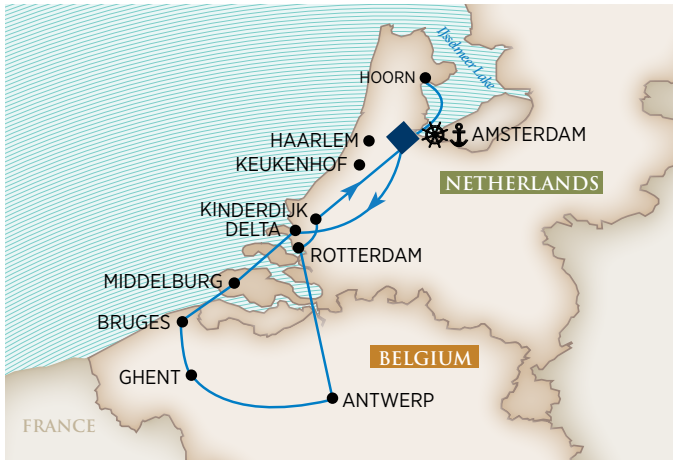 HOORN
IJsselmeer Lake
HAARLEM
AMSTERDAM
KEUKENHOF
NETHERLANDS
KINDERDIJK
DELTA
ROTTERDAM
MIDDELBURG
BRUGES
BELGIUM
GHENT
ANTWERP
FRANCE